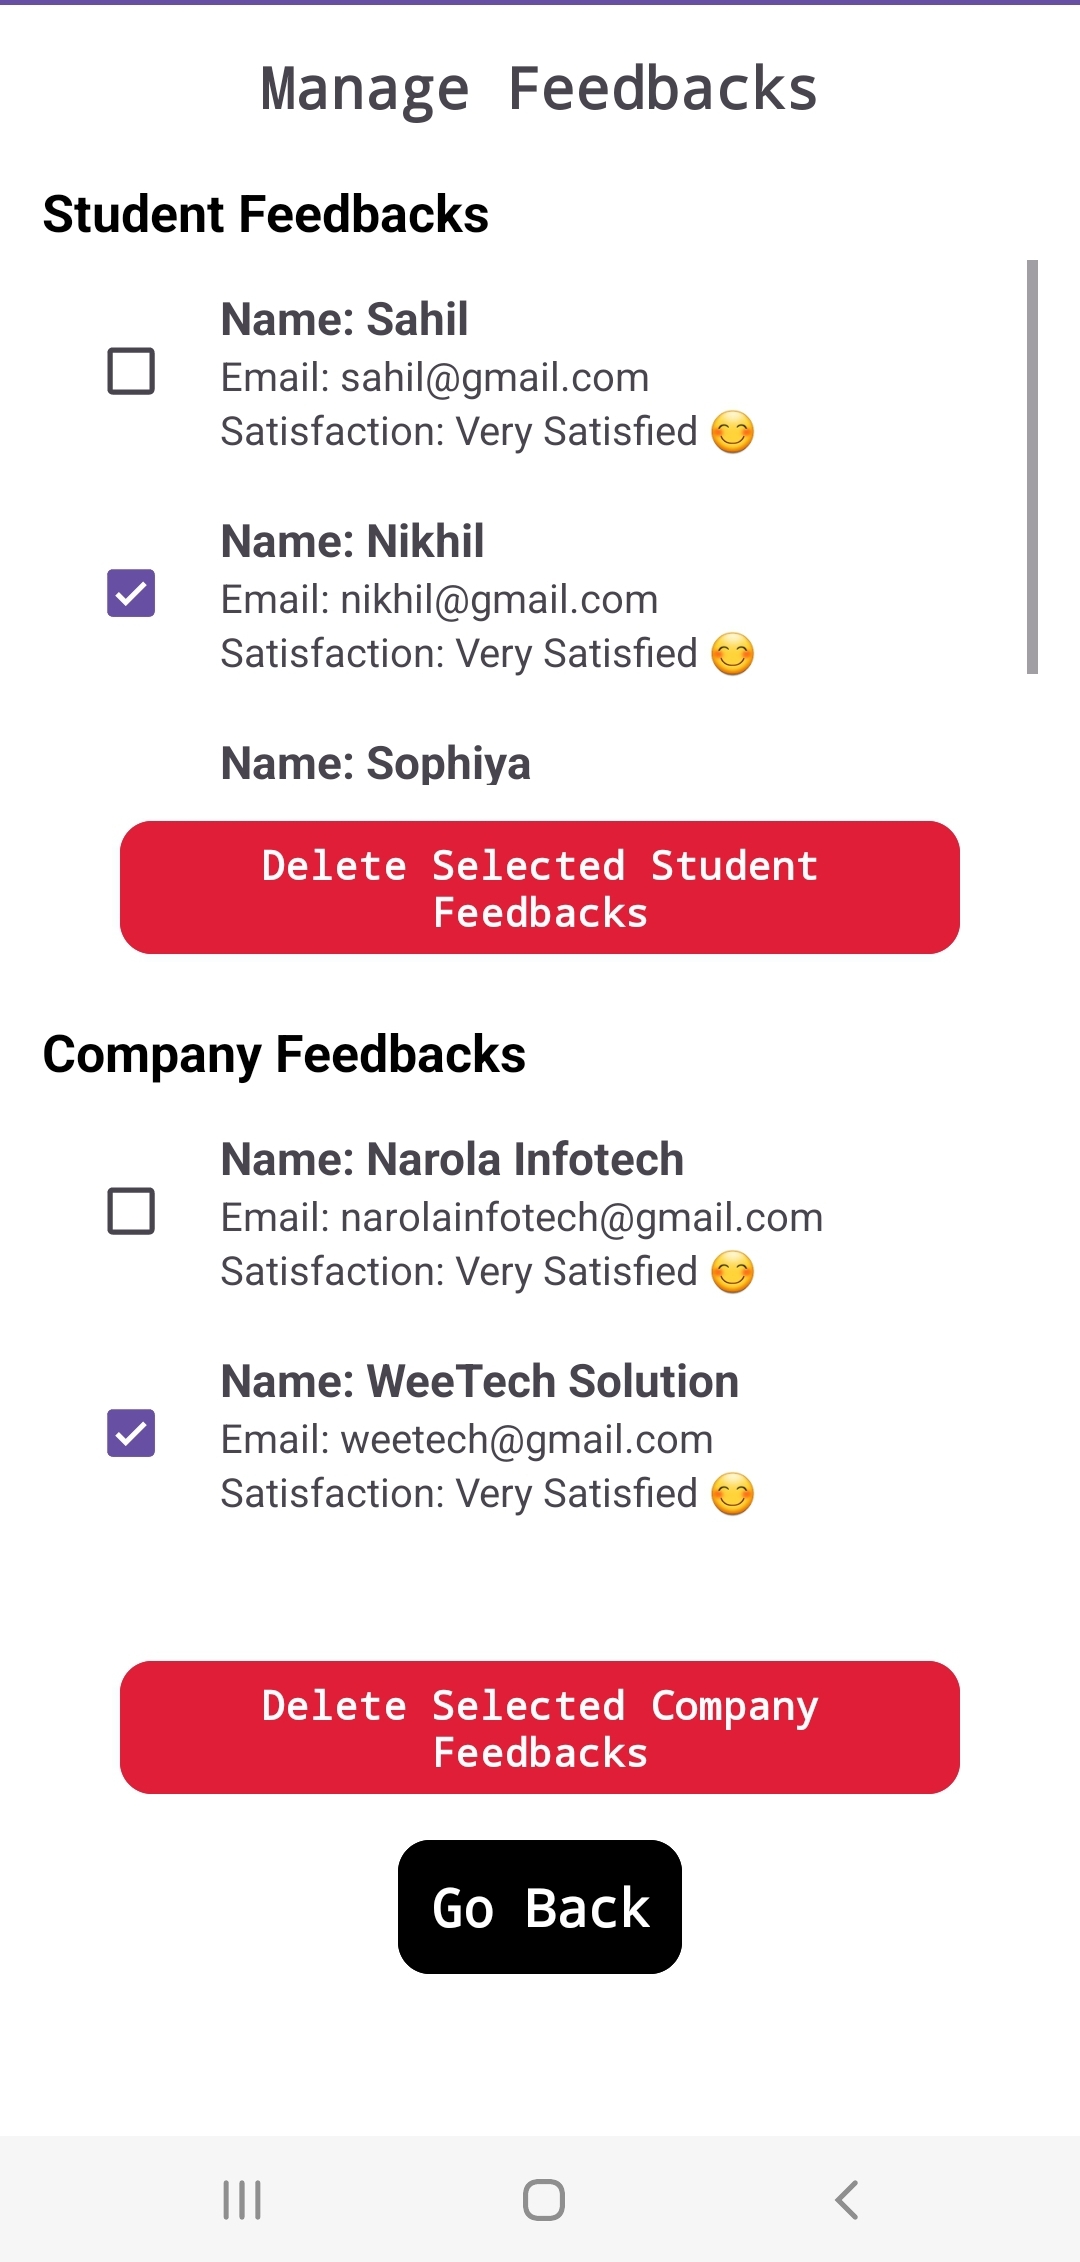 Manage Feedbacks
Student Feedbacks
Name: Sahil
Email: sahil@gmail.com
Satisfaction: Very Satisfied 😊
Name: Nikhil
Email: nikhil@gmail.com
Satisfaction: Very Satisfied 😊
Name: Sophiya
Delete Selected Student
Feedbacks
Company Feedbacks
Name: Narola Infotech
Email: narolainfotech@gmail.com
Satisfaction: Very Satisfied 😊
Name: WeeTech Solution
Email: weetech@gmail.com
Satisfaction: Very Satisfied 😊
Delete Selected Company
Feedbacks
Go Back